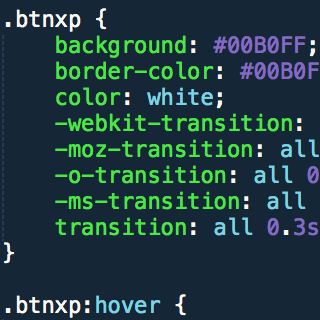 .btnxp {
background: #00B0FF;
border-color: #00B0F
color: white;
-webkit-transition:
-moz-transition: all
-o-transition: all 0
-ms-transition: all
transition: all 0.3s
}
.btnxp:hover {